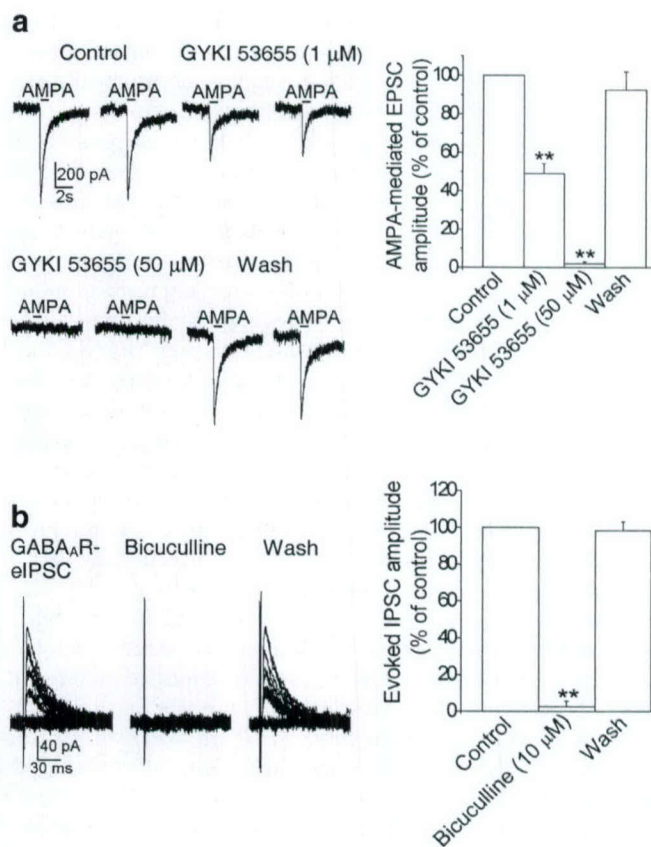 a
Control GYKI 53655 (1 µM)
AMPA AMPA AMPA AMPA
200 pA
2s
GYKI 53655 (50 µM) Wash
AMPA AMPA AMPA AMPA
AMPA-mediated EPSC
amplitude (% of control)
100
80
60
40
20
0
**
**
Control
GYKI 53655 (1 µM)
GYKI 53655 (50 µM)
Wash
b
GABAAR-
eIPSC
Bicuculline
Wash
40 pA
30 ms
Evoked IPSC amplitude
(% of control)
120
100
80
60
40
20
0
**
Control
Bicuculline (10 µM)
Wash